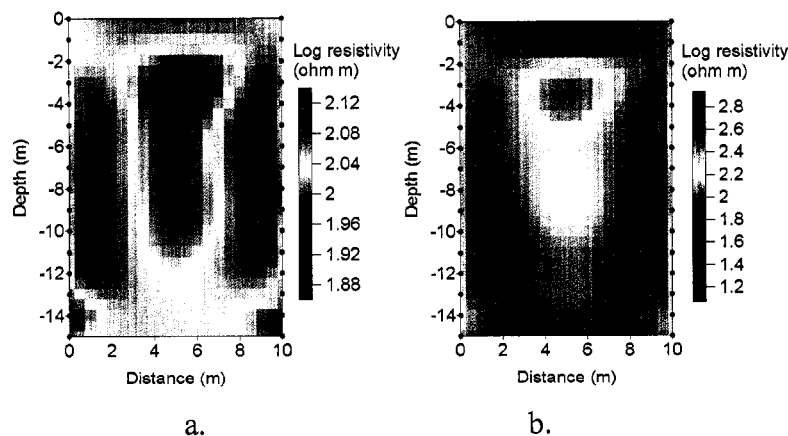 Log resistivity
(ohm m)
2.12
2.08
2.04
2
1.96
1.92
1.88
Depth (m)
0
-2
-4
-6
-8
-10
-12
-14
0 2 4 6 8 10
Distance (m)
a.
Log resistivity
(ohm m)
2.8
2.6
2.4
2.2
2
1.8
1.6
1.4
1.2
Depth (m)
0
-2
-4
-6
-8
-10
-12
-14
0 2 4 6 8 10
Distance (m)
b.